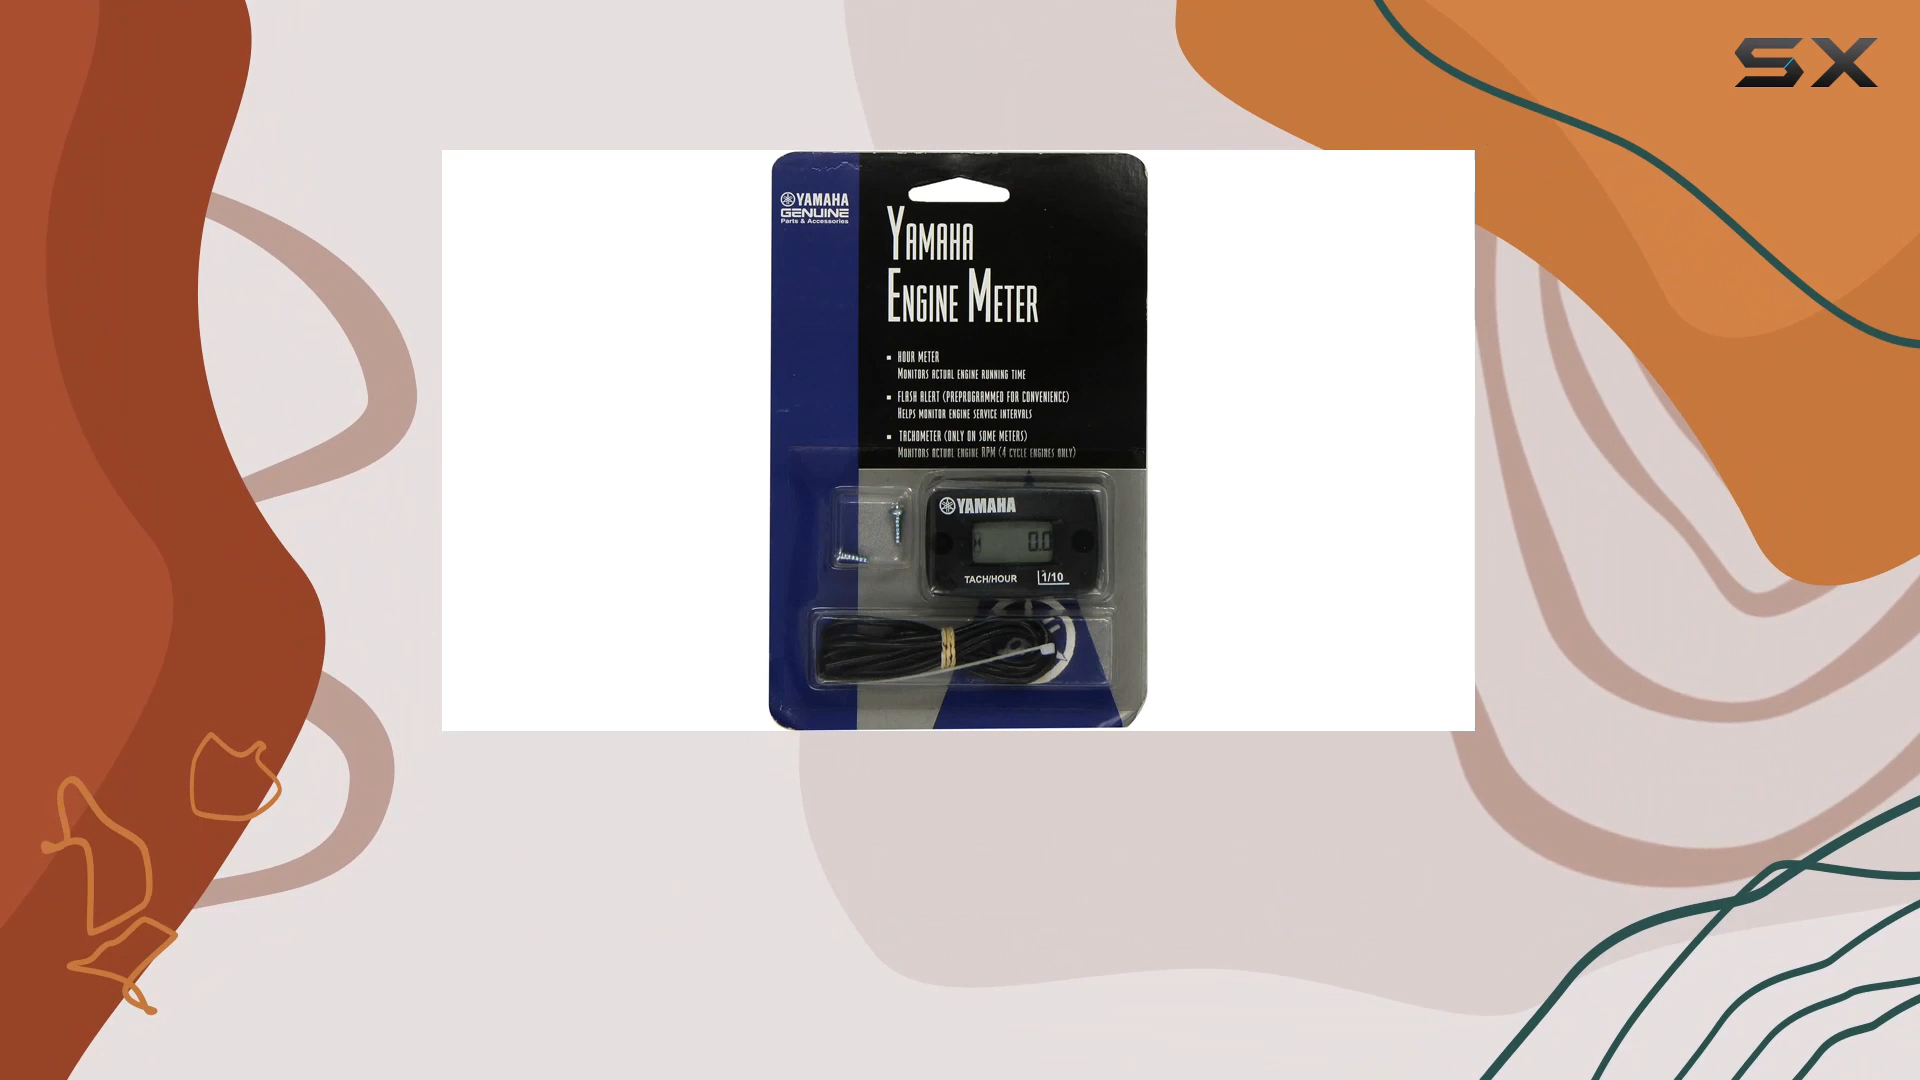 SX
YAMAHA
GENUINE
Parts & Accessories
YAMAHA
ENGINE METER
HOUR METER
MONITORS ACTUAL ENGINE RUNNING TIME
FLASH ALERT (PREPROGRAMMED FOR CONVENIENCE)
HELPS MONITOR ENGINE SERVICE INTERVALS
TACHOMETER (ONLY ON SOME METERS)
MONITORS ACTUAL ENGINE RPM (4 CYCLE ENGINES ONLY)
YAMAHA
0.0
TACH/HOUR 1/10